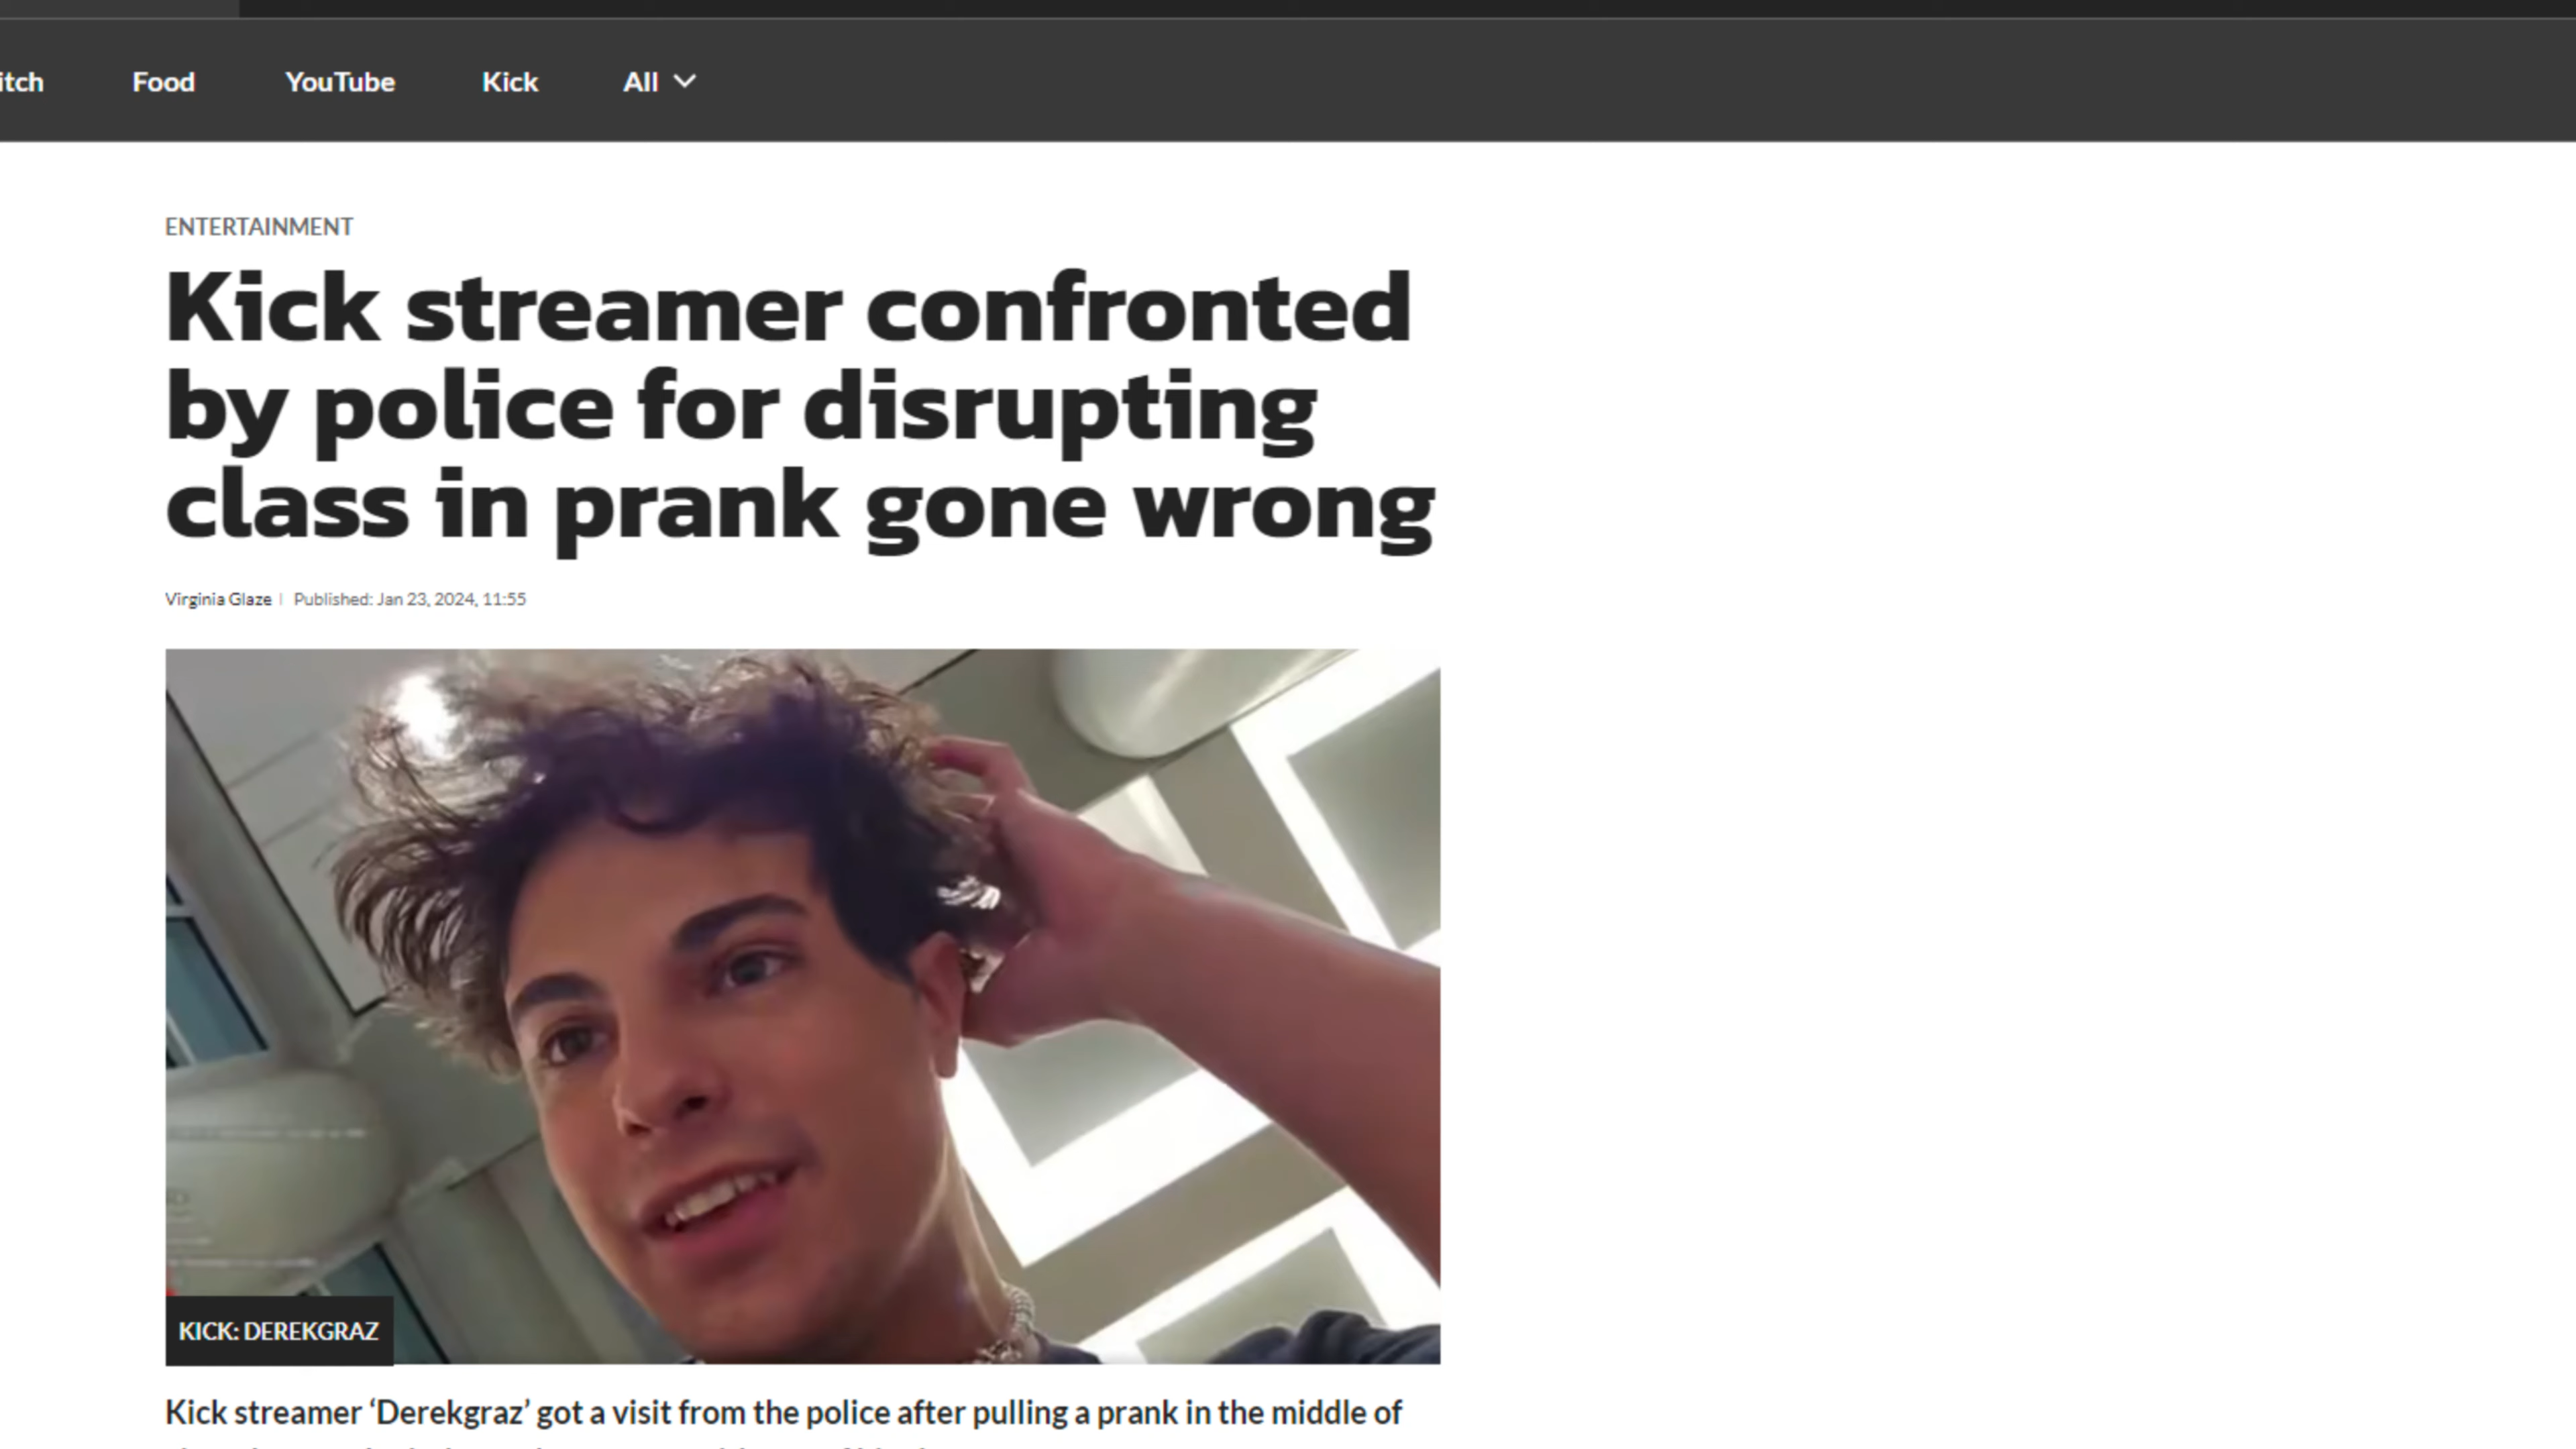 itch Food YouTube Kick All
ENTERTAINMENT
Kick streamer confronted
by police for disrupting
class in prank gone wrong
Virginia Glaze | Published: Jan 23, 2024, 11:55
KICK: DEREKGRAZ
Kick streamer ‘Derekgraz’ got a visit from the police after pulling a prank in the middle of